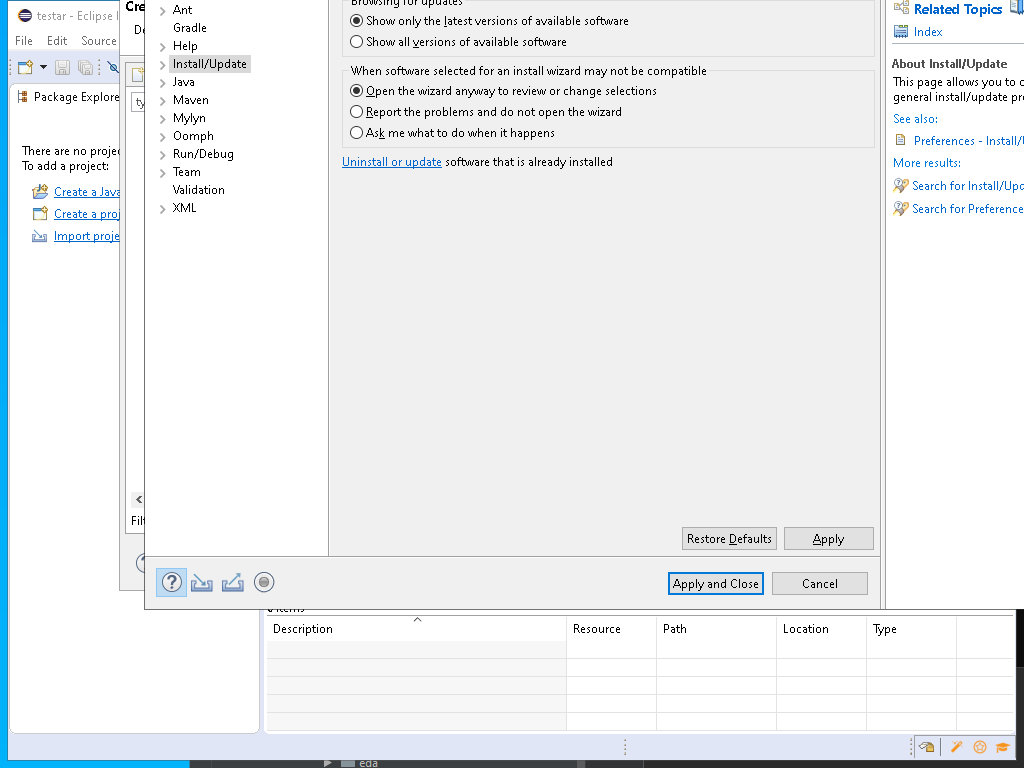 testar - Eclipse I
File Edit Source
Package Explore
There are no projec
To add a project:
Create a Java
Create a proj
Import proje
Cre
De
ty
Filt
Ant
Gradle
Help
Install/Update
Java
Maven
Mylyn
Oomph
Run/Debug
Team
Validation
XML
Browsing for updates
Show only the latest versions of available software
Show all versions of available software
When software selected for an install wizard may not be compatible
Open the wizard anyway to review or change selections
Report the problems and do not open the wizard
Ask me what to do when it happens
Uninstall or update software that is already installed
Restore Defaults Apply
Apply and Close Cancel
Related Topics
Index
About Install/Update
This page allows you to c
general install/update pre
See also:
Preferences - Install/U
More results:
Search for Install/Upd
Search for Preference
items
Description Resource Path Location Type
eda